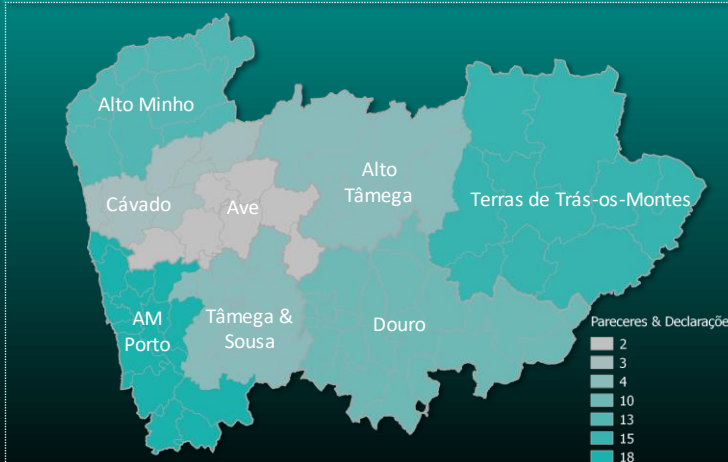 Alto Minho
Alto
Tâmega
Terras de Trás-os-Montes
Cávado
Ave
AM
Porto
Tâmega &
Sousa
Douro
Pareceres & Declaraçõe
2
3
4
10
13
15
18